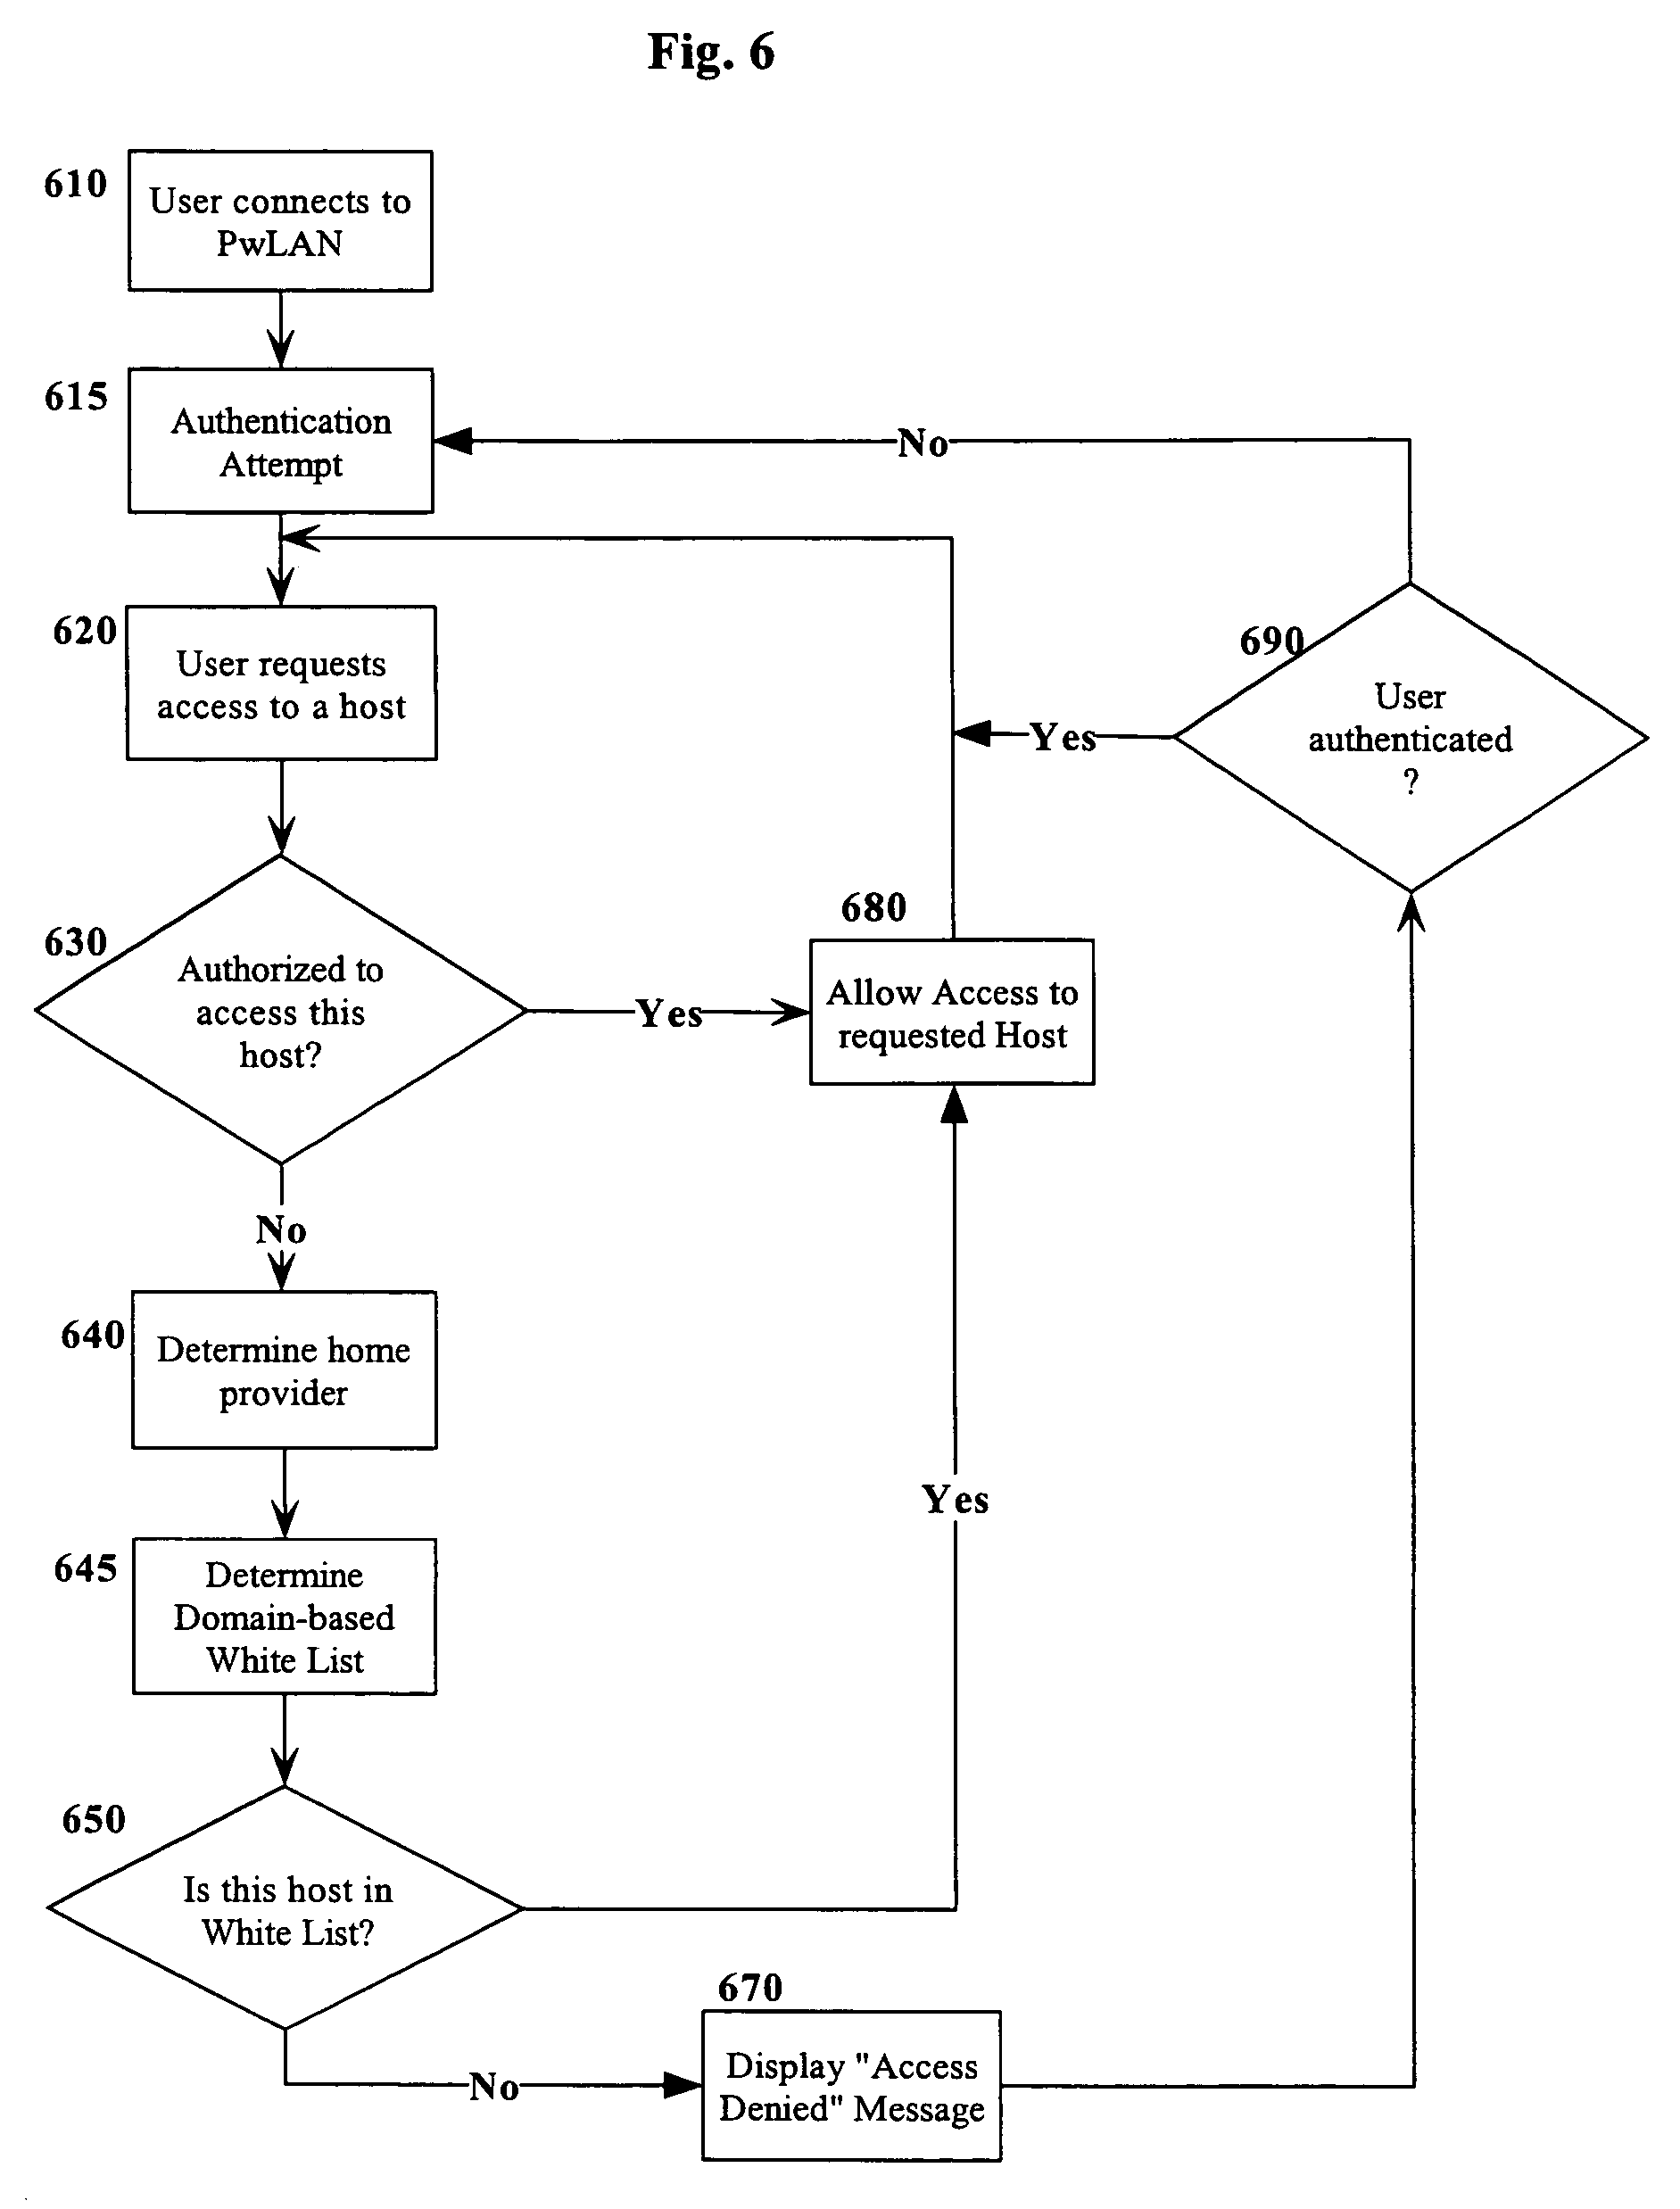 Fig. 6
610
User connects to
PwLAN
615
Authentication
Attempt
No
620
User requests
access to a host
690
User
authenticated
?
Yes
630
Authorized to
access this
host?
Yes
680
Allow Access to
requested Host
No
640
Determine home
provider
Yes
645
Determine
Domain-based
White List
650
Is this host in
White List?
No
670
Display "Access
Denied" Message